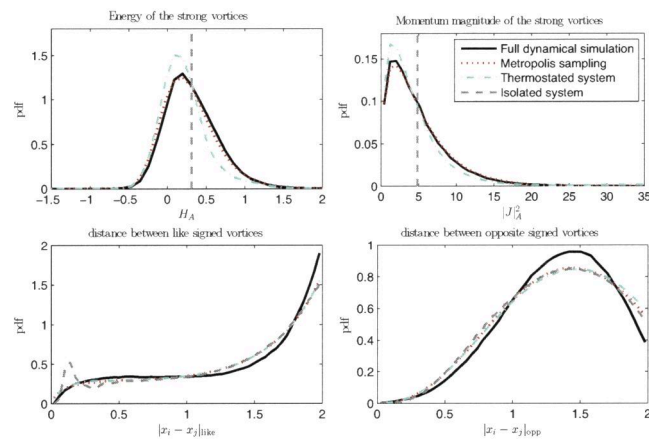 Energy of the strong vortices
pdf
1.5
1
0.5
0
−1.5 −1 −0.5 0 0.5 1 1.5 2
H_A
Momentum magnitude of the strong vortices
Full dynamical simulation
Metropolis sampling
Thermostated system
Isolated system
pdf
0.15
0.1
0.05
0
0 5 10 15 20 25 30 35
|J|²_A
distance between like signed vortices
pdf
2
1.5
1
0.5
0
0 0.5 1 1.5 2
|x_i − x_j|_like
distance between opposite signed vortices
pdf
1
0.8
0.6
0.4
0.2
0
0 0.5 1 1.5 2
|x_i − x_j|_opp